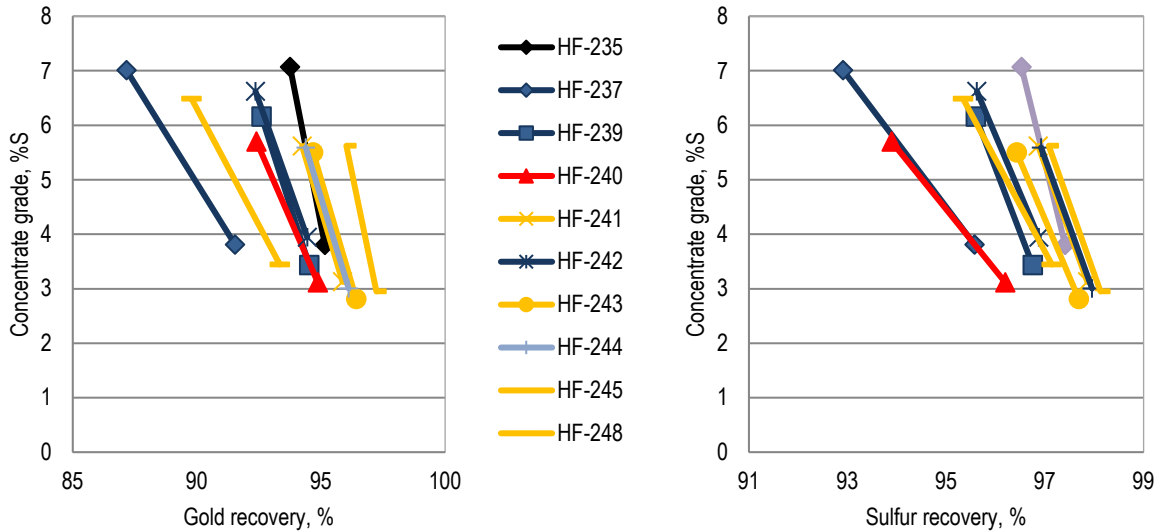 Concentrate grade, %S
8
7
6
5
4
3
2
1
0
85 90 95 100
Gold recovery, %
HF-235
HF-237
HF-239
HF-240
HF-241
HF-242
HF-243
HF-244
HF-245
HF-248
Concentrate grade, %S
8
7
6
5
4
3
2
1
0
91 93 95 97 99
Sulfur recovery, %